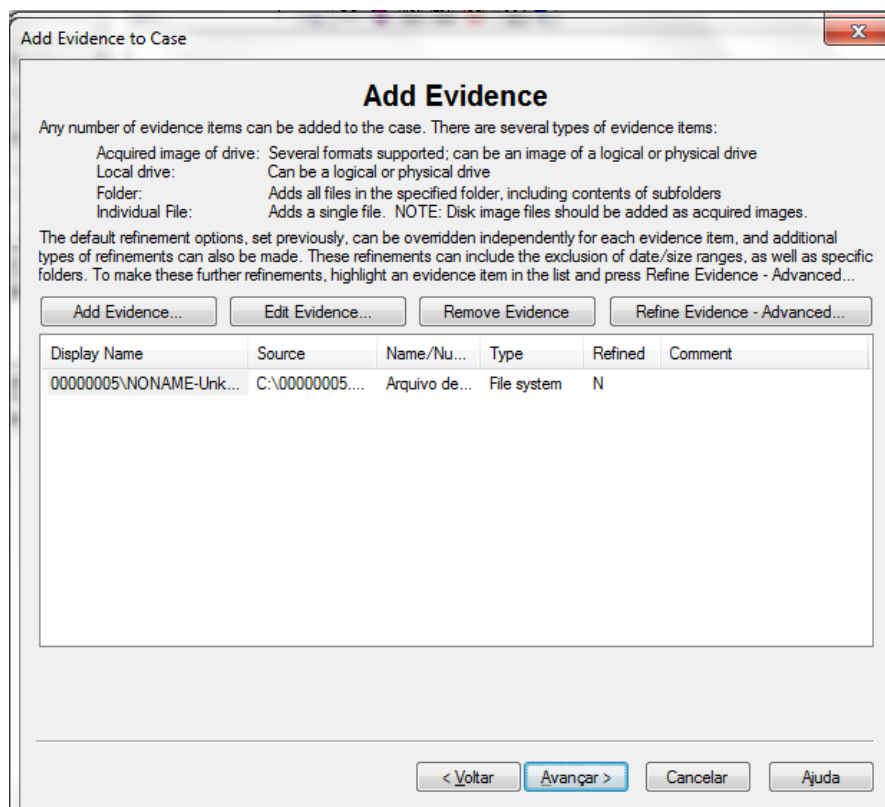 Add Evidence to Case
Add Evidence
Any number of evidence items can be added to the case. There are several types of evidence items:
Acquired image of drive: Several formats supported; can be an image of a logical or physical drive
Local drive: Can be a logical or physical drive
Folder: Adds all files in the specified folder, including contents of subfolders
Individual File: Adds a single file. NOTE: Disk image files should be added as acquired images.
The default refinement options, set previously, can be overridden independently for each evidence item, and additional
types of refinements can also be made. These refinements can include the exclusion of date/size ranges, as well as specific
folders. To make these further refinements, highlight an evidence item in the list and press Refine Evidence - Advanced...
Add Evidence... Edit Evidence... Remove Evidence Refine Evidence - Advanced...
Display Name Source Name/Nu... Type Refined Comment
00000005\NONAME-Unk... C:\00000005.... Arquivo de... File system N
< Voltar Avançar > Cancelar Ajuda